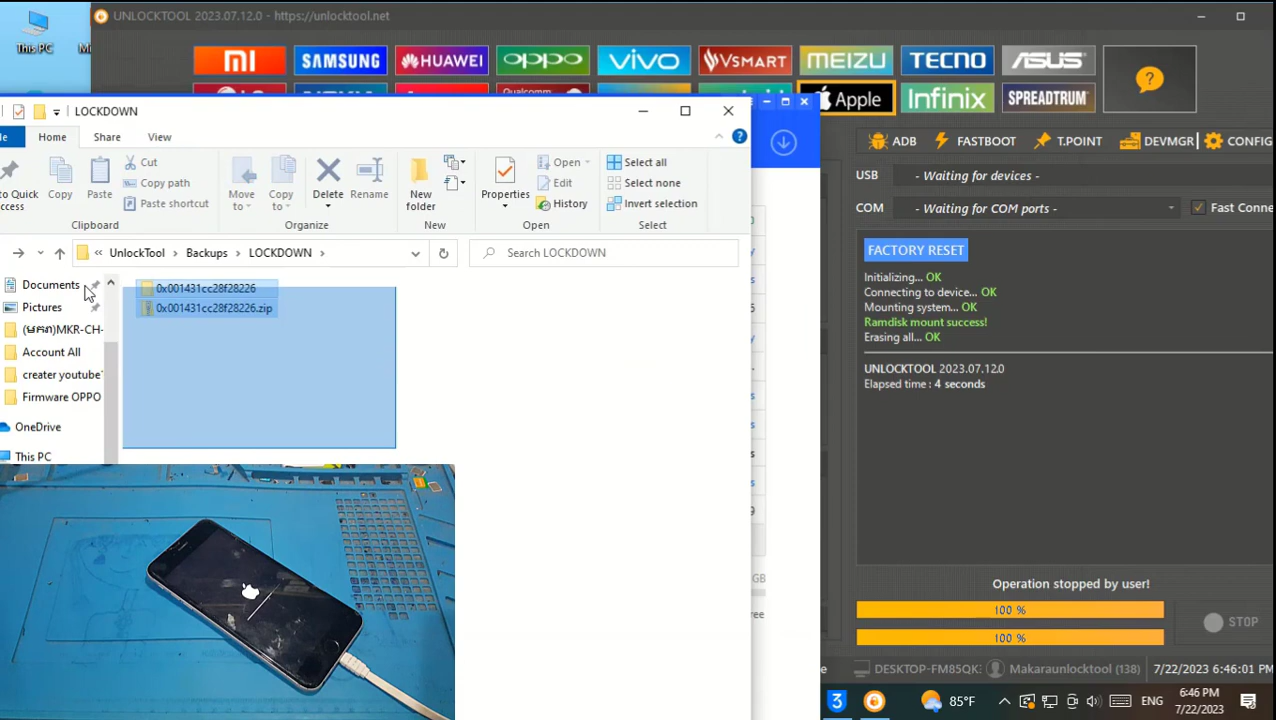 UNLOCKTOOL 2023.07.12.0 - https://unlocktool.net
This PC
SAMSUNG
HUAWEI
oppo
vivo
VSMART
MEIZU
TECNO
ASUS
Apple
Infinix
SPREADTRUM
LOCKDOWN
Home Share View
Cut
Copy path
Paste shortcut
Copy Paste
Move to
Copy to
Delete Rename
New folder
Properties
Open
Edit
History
Select all
Select none
Invert selection
Clipboard Organize New Open Select
« UnlockTool › Backups › LOCKDOWN ›
Search LOCKDOWN
Documents
Pictures
MKR-CH-
Account All
creater youtube
Firmware OPPO
OneDrive
This PC
0x001431cc28f28226
0x001431cc28f28226.zip
ADB FASTBOOT T.POINT DEVMGR CONFIG
USB - Waiting for devices -
COM - Waiting for COM ports - Fast Conne
FACTORY RESET
Initializing... OK
Connecting to device... OK
Mounting system... OK
Ramdisk mount success!
Erasing all... OK
UNLOCKTOOL 2023.07.12.0
Elapsed time : 4 seconds
Operation stopped by user!
100 %
100 %
STOP
DESKTOP-FM85QK Makaraunlocktool (138) 7/22/2023 6:46:01 PM
85°F ENG 6:46 PM
7/22/2023